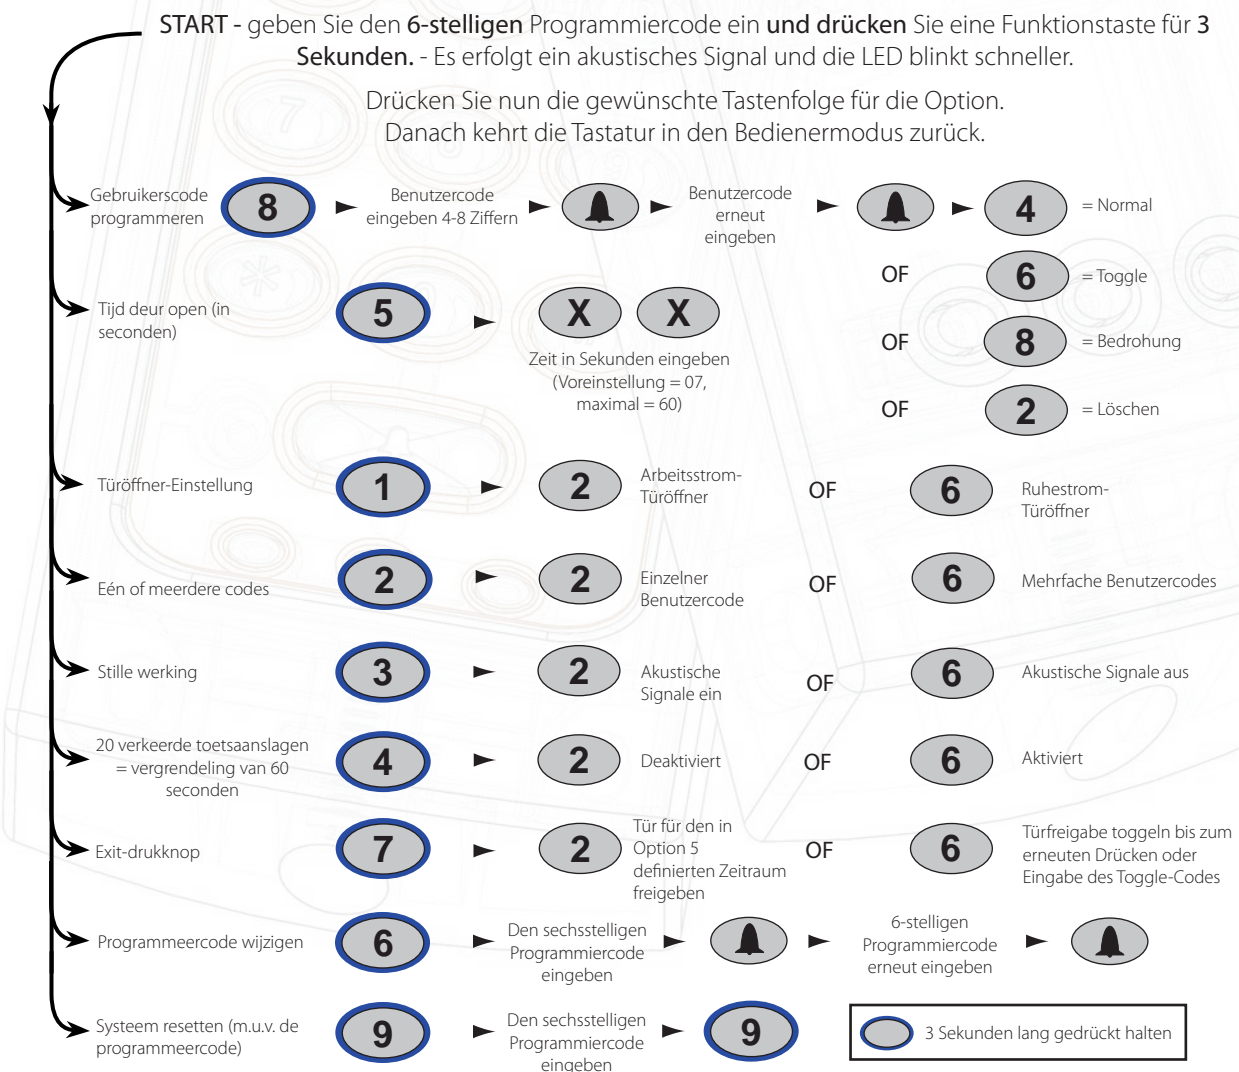 START - geben Sie den 6-stelligen Programmiercode ein und drücken Sie eine Funktionstaste für 3
Sekunden. - Es erfolgt ein akustisches Signal und die LED blinkt schneller.
Drücken Sie nun die gewünschte Tastenfolge für die Option.
Danach kehrt die Tastatur in den Bedienermodus zurück.
Gebruikerscode
programmeren
8
Benutzercode
eingeben 4-8 Ziffern
Benutzercode
erneut
eingeben
4
= Normal
OF
6
= Toggle
OF
8
= Bedrohung
OF
2
= Löschen
Tijd deur open (in
seconden)
5
X
X
Zeit in Sekunden eingeben
(Voreinstellung = 07,
maximal = 60)
Türöffner-Einstellung
1
2
Arbeitsstrom-
Türöffner
OF
6
Ruhestrom-
Türöffner
Eén of meerdere codes
2
2
Einzelner
Benutzercode
OF
6
Mehrfache Benutzercodes
Stille werking
3
2
Akustische
Signale ein
OF
6
Akustische Signale aus
20 verkeerde toetsaanslagen
= vergrendeling van 60
seconden
4
2
Deaktiviert
OF
6
Aktiviert
Exit-drukknop
7
2
Tür für den in
Option 5
definierten Zeitraum
freigeben
OF
6
Türfreigabe toggeln bis zum
erneuten Drücken oder
Eingabe des Toggle-Codes
Programmeercode wijzigen
6
Den sechsstelligen
Programmiercode
eingeben
6-stelligen
Programmiercode
erneut eingeben
Systeem resetten (m.u.v. de
programmeercode)
9
Den sechsstelligen
Programmiercode
eingeben
9
3 Sekunden lang gedrückt halten
7
*